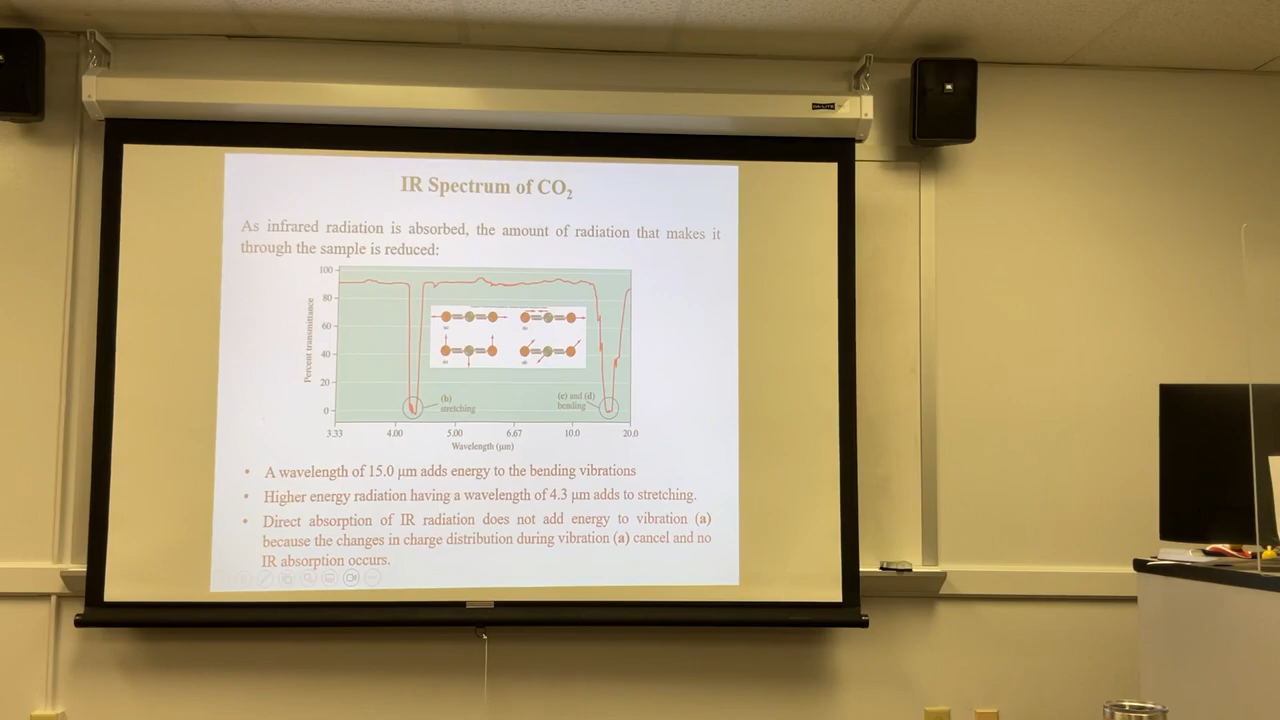 DA-LITE
IR Spectrum of CO₂
As infrared radiation is absorbed, the amount of radiation that makes it
through the sample is reduced:
100
80
60
40
20
0
Percent transmittance
(b)
stretching
(c) and (d)
bending
3.33 4.00 5.00 6.67 10.0 20.0
Wavelength (μm)
• A wavelength of 15.0 μm adds energy to the bending vibrations
• Higher energy radiation having a wavelength of 4.3 μm adds to stretching.
• Direct absorption of IR radiation does not add energy to vibration (a)
because the changes in charge distribution during vibration (a) cancel and no
IR absorption occurs.